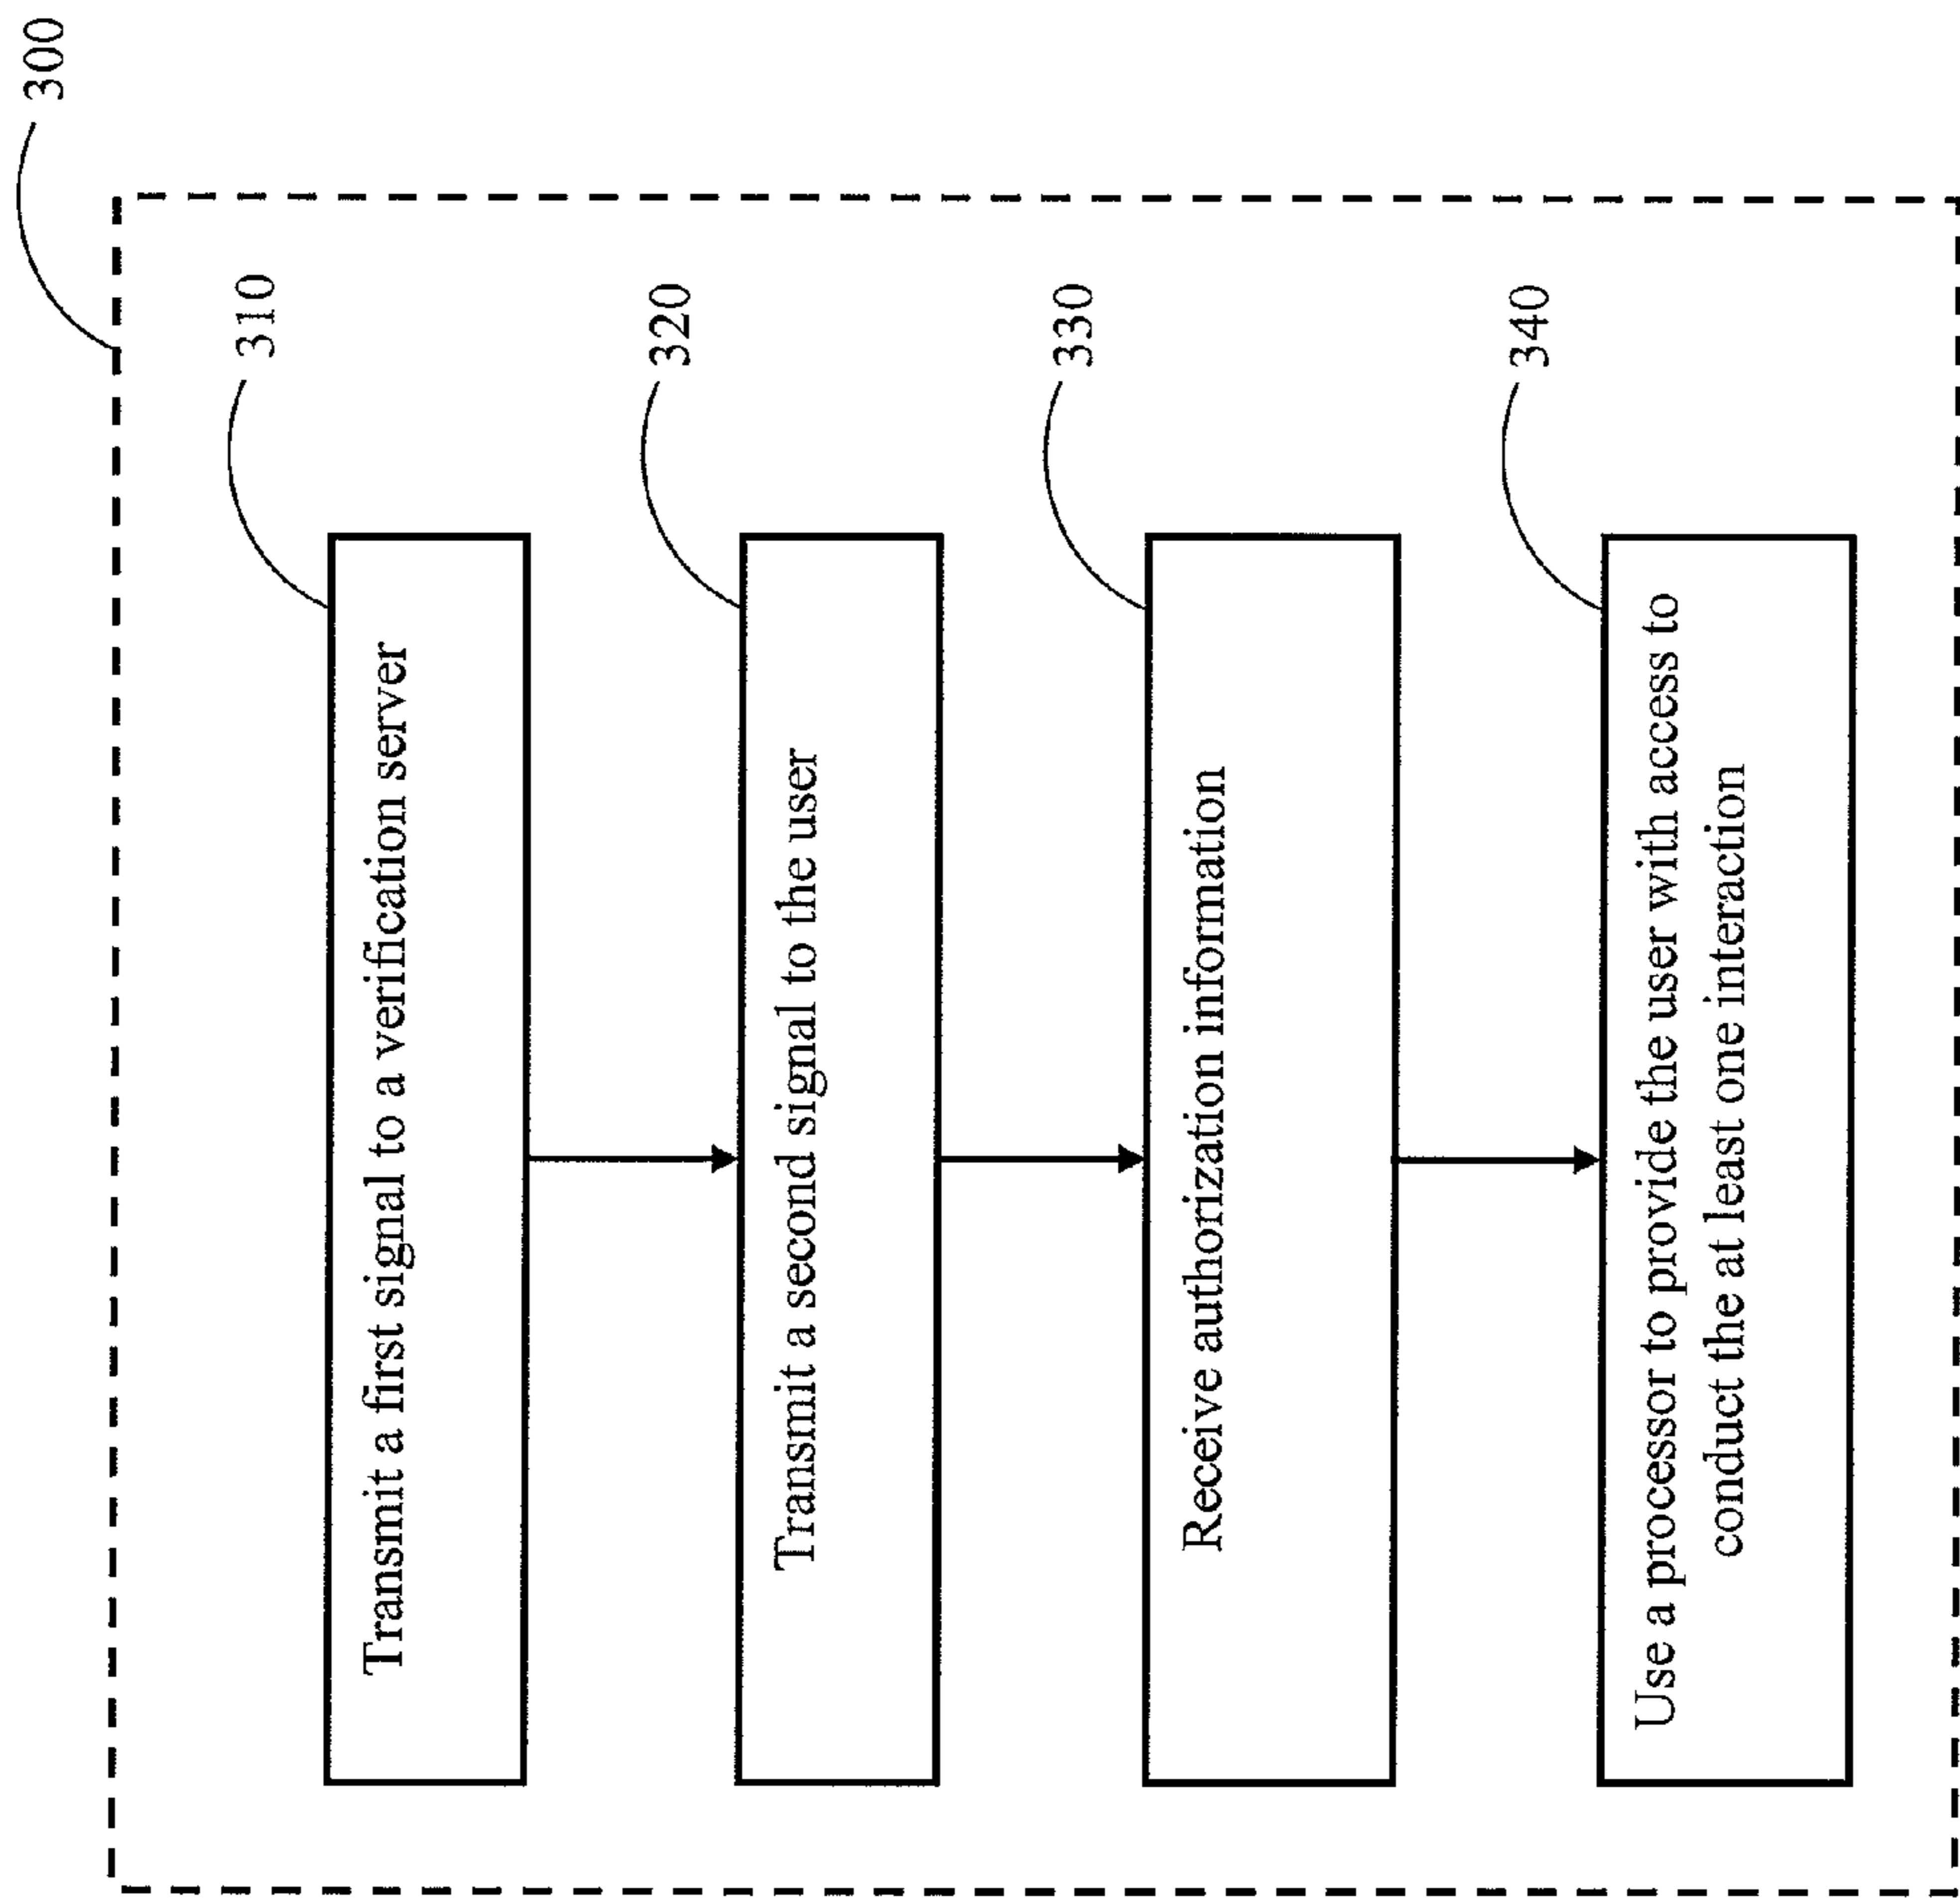 300
310
Transmit a first signal to a verification server
320
Transmit a second signal to the user
330
Receive authorization information
340
Use a processor to provide the user with access to
conduct the at least one interaction